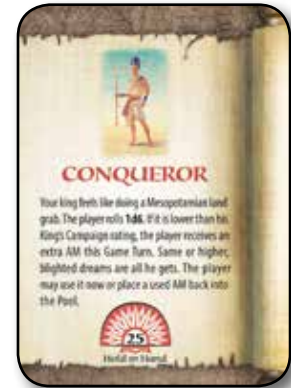 CONQUEROR
Your king feels like doing a Mesopotamian land
grab. The player rolls 1d6. If it is lower than his
King's Campaign rating, the player receives an
extra AM this Game Turn. Same or higher,
blighted dreams are all he gets. The player
may use it now or place a used AM back into
the Pool.
25
Hold in Hand